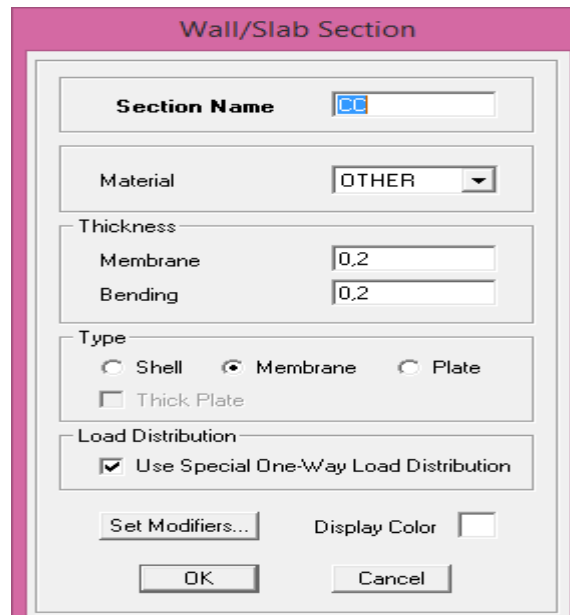 Wall/Slab Section
Section Name CC
Material OTHER
Thickness
Membrane 0,2
Bending 0,2
Type
Shell Membrane Plate
Thick Plate
Load Distribution
Use Special One-Way Load Distribution
Set Modifiers... Display Color
OK Cancel